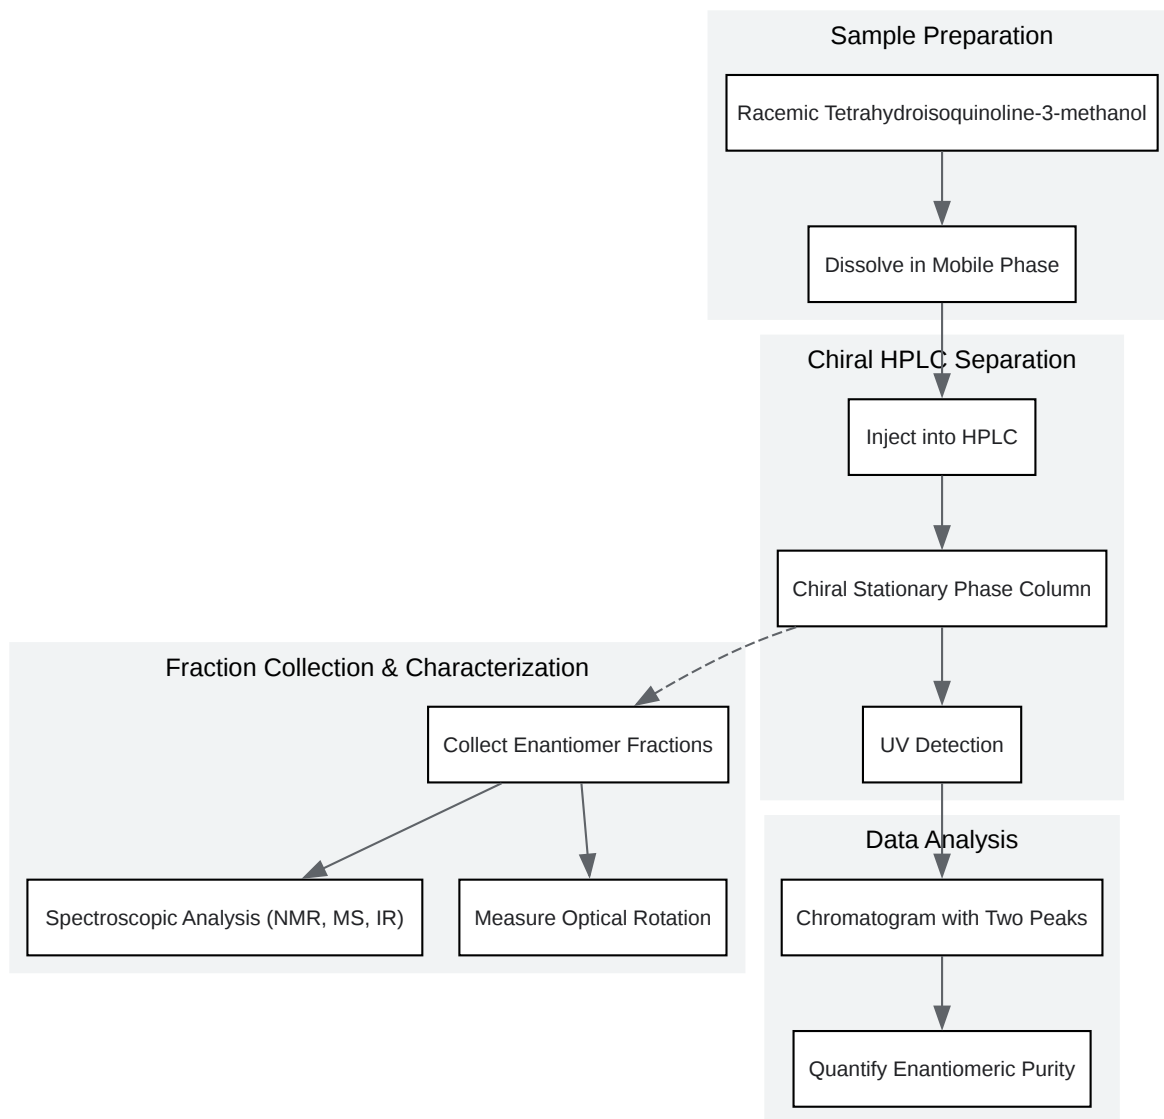 Sample Preparation
Racemic Tetrahydroisoquinoline-3-methanol
Dissolve in Mobile Phase
Chiral HPLC Separation
Inject into HPLC
Chiral Stationary Phase Column
Fraction Collection & Characterization
Collect Enantiomer Fractions
UV Detection
Data Analysis
Spectroscopic Analysis (NMR, MS, IR)
Measure Optical Rotation
Chromatogram with Two Peaks
Quantify Enantiomeric Purity